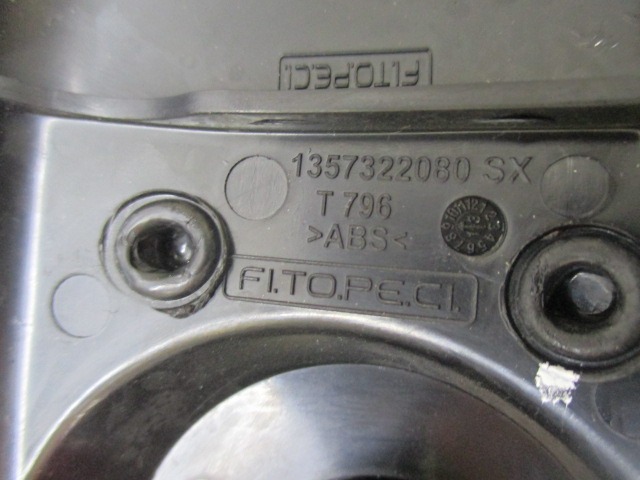 FI.TO.PE.CI.
1357322080 SX
T 796
>ABS<
FI.TO.PE.CI.